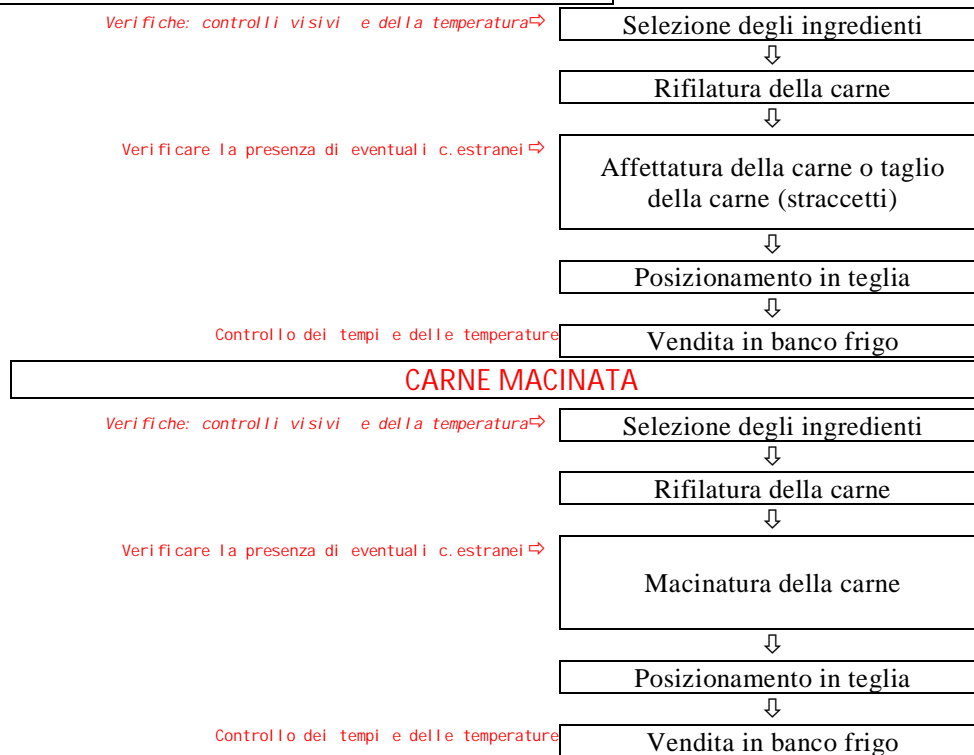 Verifiche: controlli visivi e della temperatura⇨ Selezione degli ingredienti
⇩
Rifilatura della carne
⇩
Verificare la presenza di eventuali c.estranei⇨
Affettatura della carne o taglio
della carne (straccetti)
⇩
Posizionamento in teglia
⇩
Controllo dei tempi e delle temperature Vendita in banco frigo
CARNE MACINATA
Verifiche: controlli visivi e della temperatura⇨ Selezione degli ingredienti
⇩
Rifilatura della carne
⇩
Verificare la presenza di eventuali c.estranei⇨
Macinatura della carne
⇩
Posizionamento in teglia
⇩
Controllo dei tempi e delle temperature Vendita in banco frigo